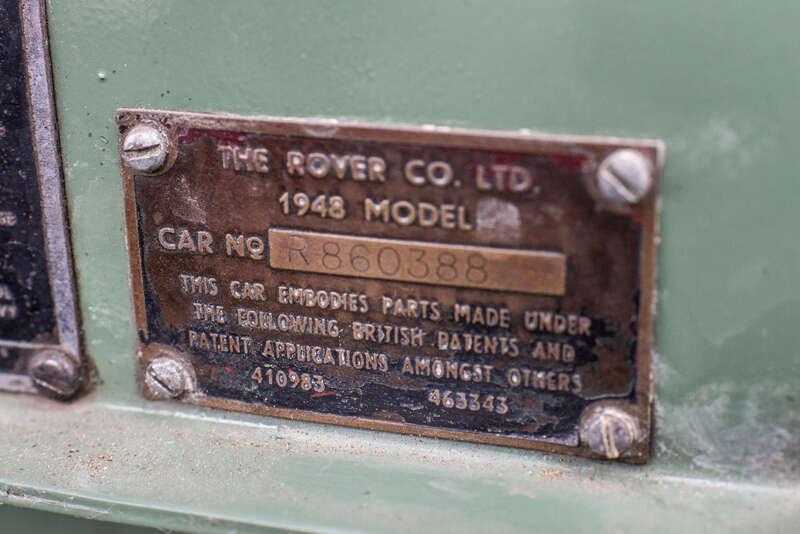 THE ROVER CO. LTD.
1948 MODEL
CAR NO R860388
THIS CAR EMBODIES PARTS MADE UNDER
THE FOLLOWING BRITISH PATENTS AND
PATENT APPLICATIONS AMONGST OTHERS
410983 463343